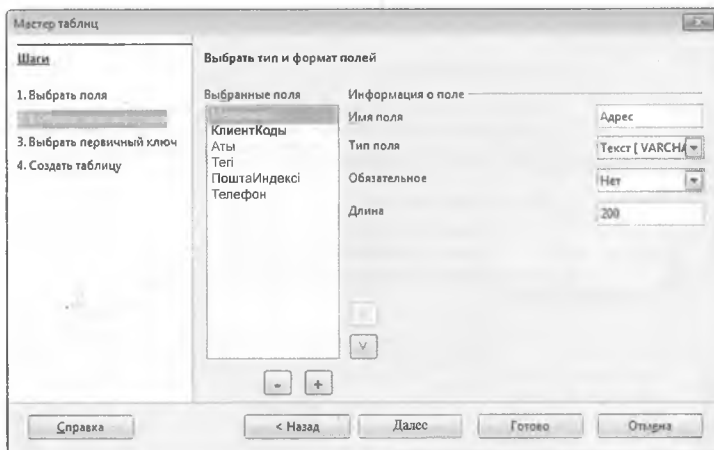 Мастер таблиц
Шаги
1. Выбрать поля
3. Выбрать первичный ключ
4. Создать таблицу
Выбрать тип и формат полей
Выбранные поля
КлиентКоды
Аты
Тегі
ПоштаИндексі
Телефон
Информация о поле
Имя поля
Адрес
Тип поля
Текст [ VARCHA
Обязательное
Нет
Длина
200
v
-
+
Справка
< Назад
Далее
Готово
Отмена